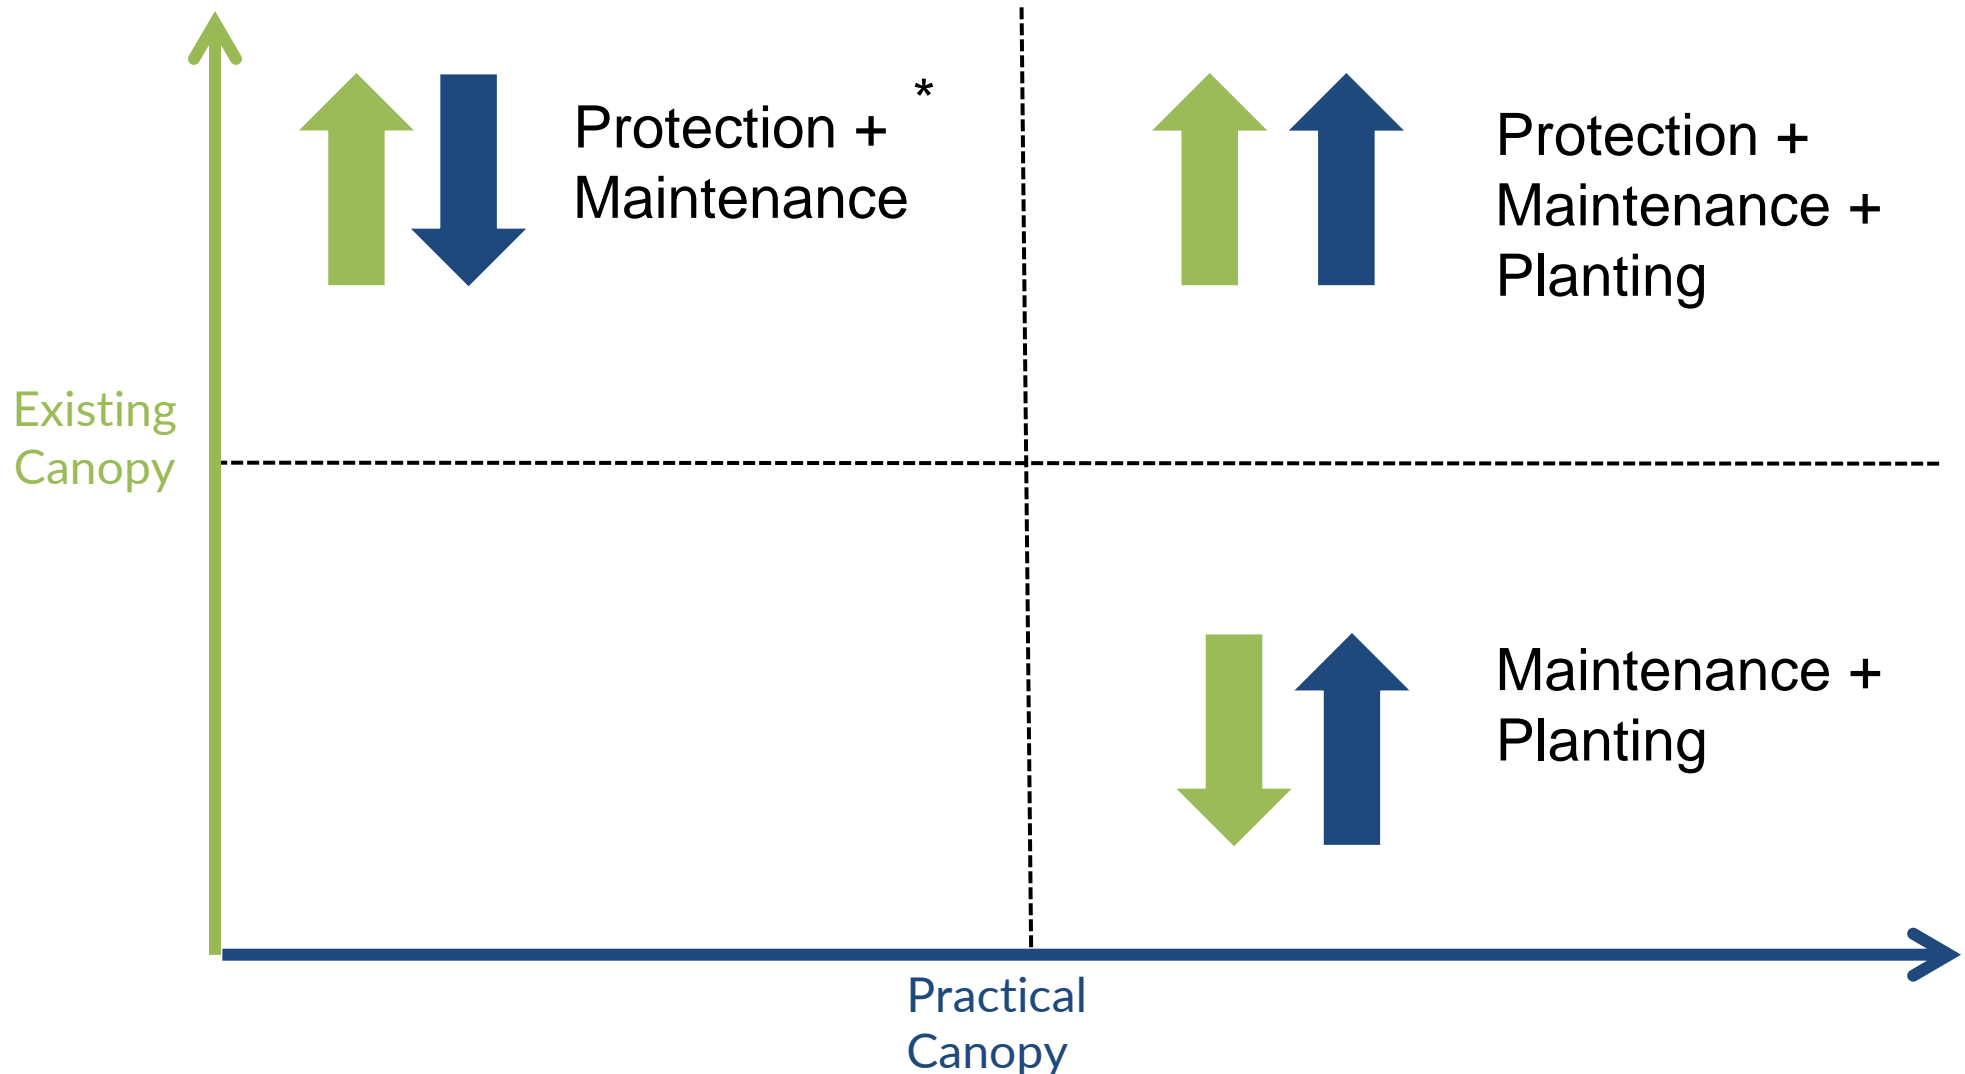 Protection + *
Maintenance
Protection +
Maintenance +
Planting
Existing
Canopy
Maintenance +
Planting
Practical
Canopy